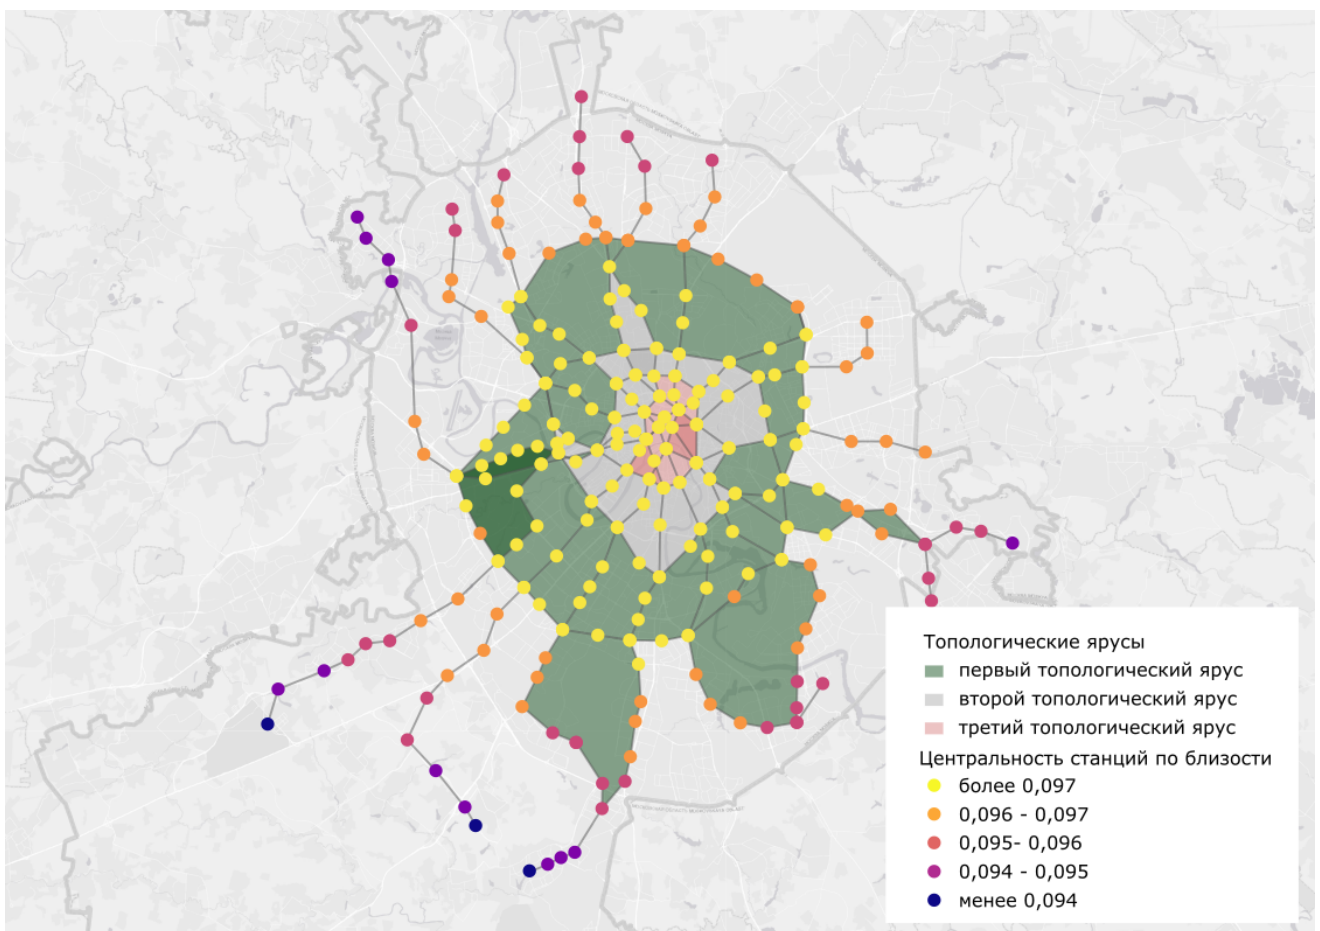 Топологические ярусы
первый топологический ярус
второй топологический ярус
третий топологический ярус
Центральность станций по близости
более 0,097
0,096 - 0,097
0,095- 0,096
0,094 - 0,095
менее 0,094